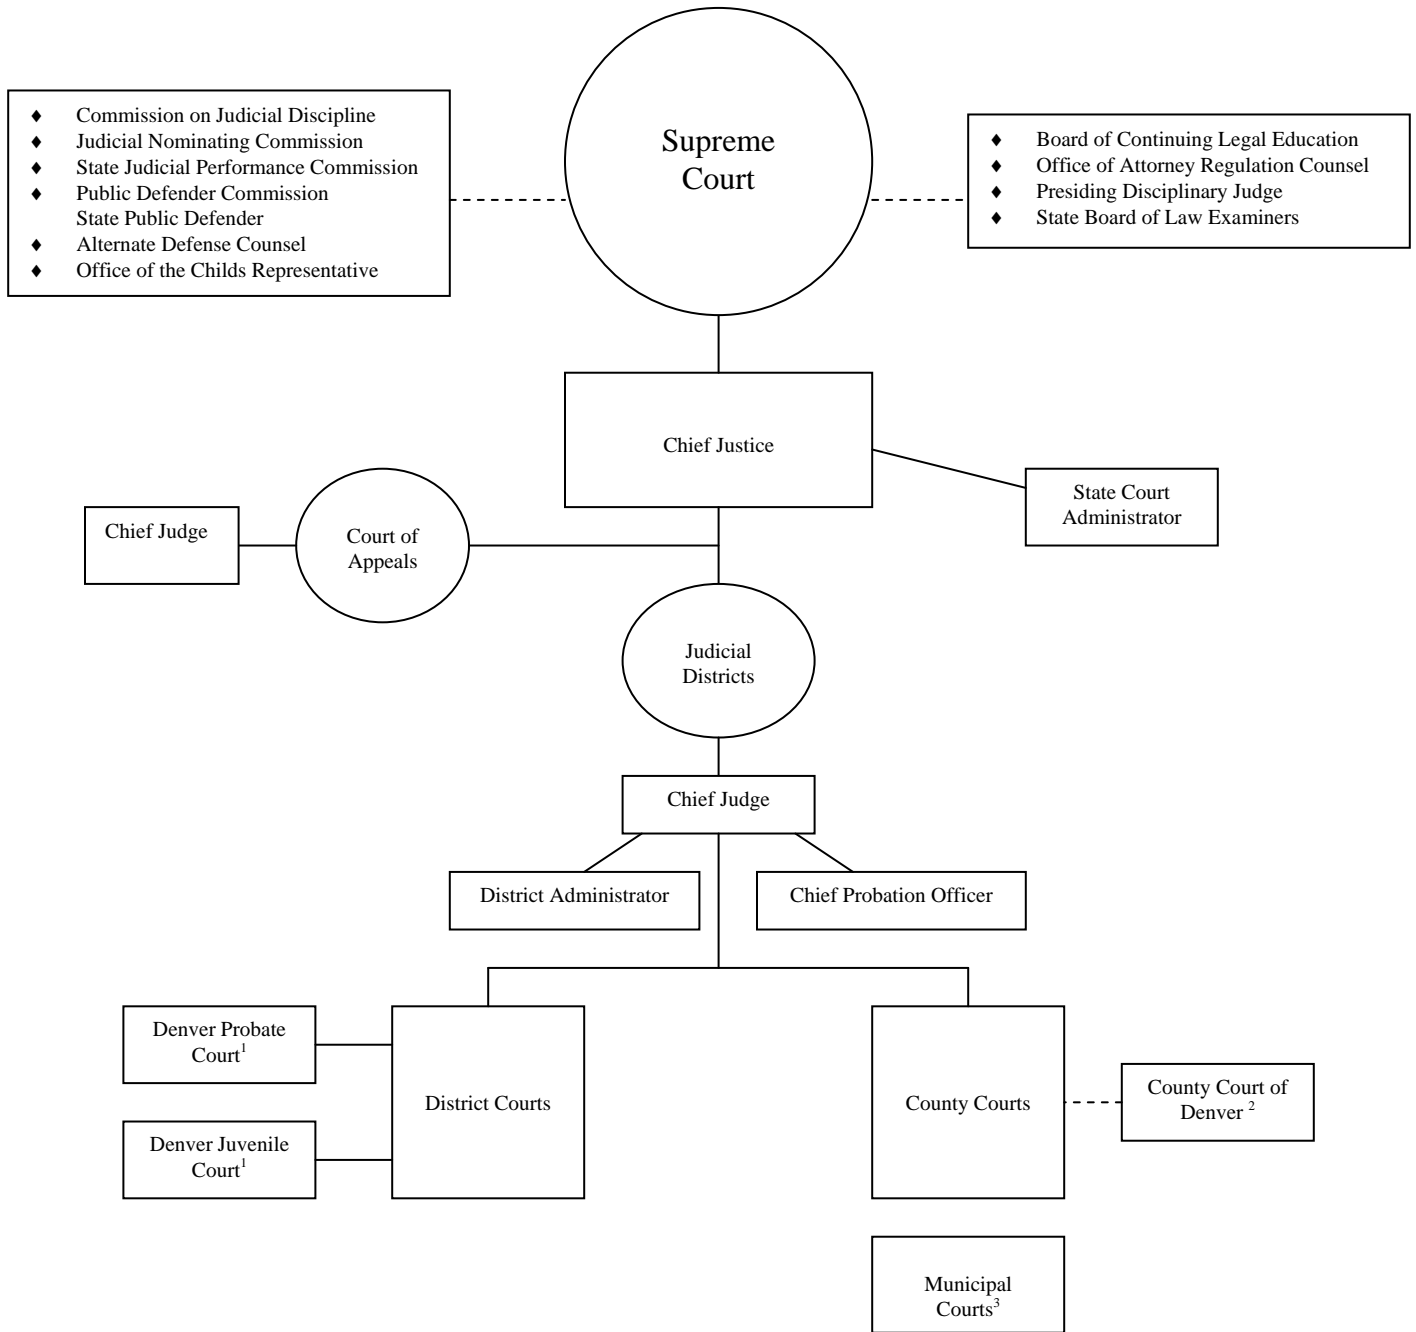 Supreme
Court
♦ Commission on Judicial Discipline
♦ Judicial Nominating Commission
♦ State Judicial Performance Commission
♦ Public Defender Commission
State Public Defender
♦ Alternate Defense Counsel
♦ Office of the Childs Representative
♦ Board of Continuing Legal Education
♦ Office of Attorney Regulation Counsel
♦ Presiding Disciplinary Judge
♦ State Board of Law Examiners
Chief Justice
State Court
Administrator
Chief Judge
Court of
Appeals
Judicial
Districts
Chief Judge
District Administrator
Chief Probation Officer
Denver Probate
Court¹
Denver Juvenile
Court¹
District Courts
County Courts
County Court of
Denver ²
Municipal
Courts³